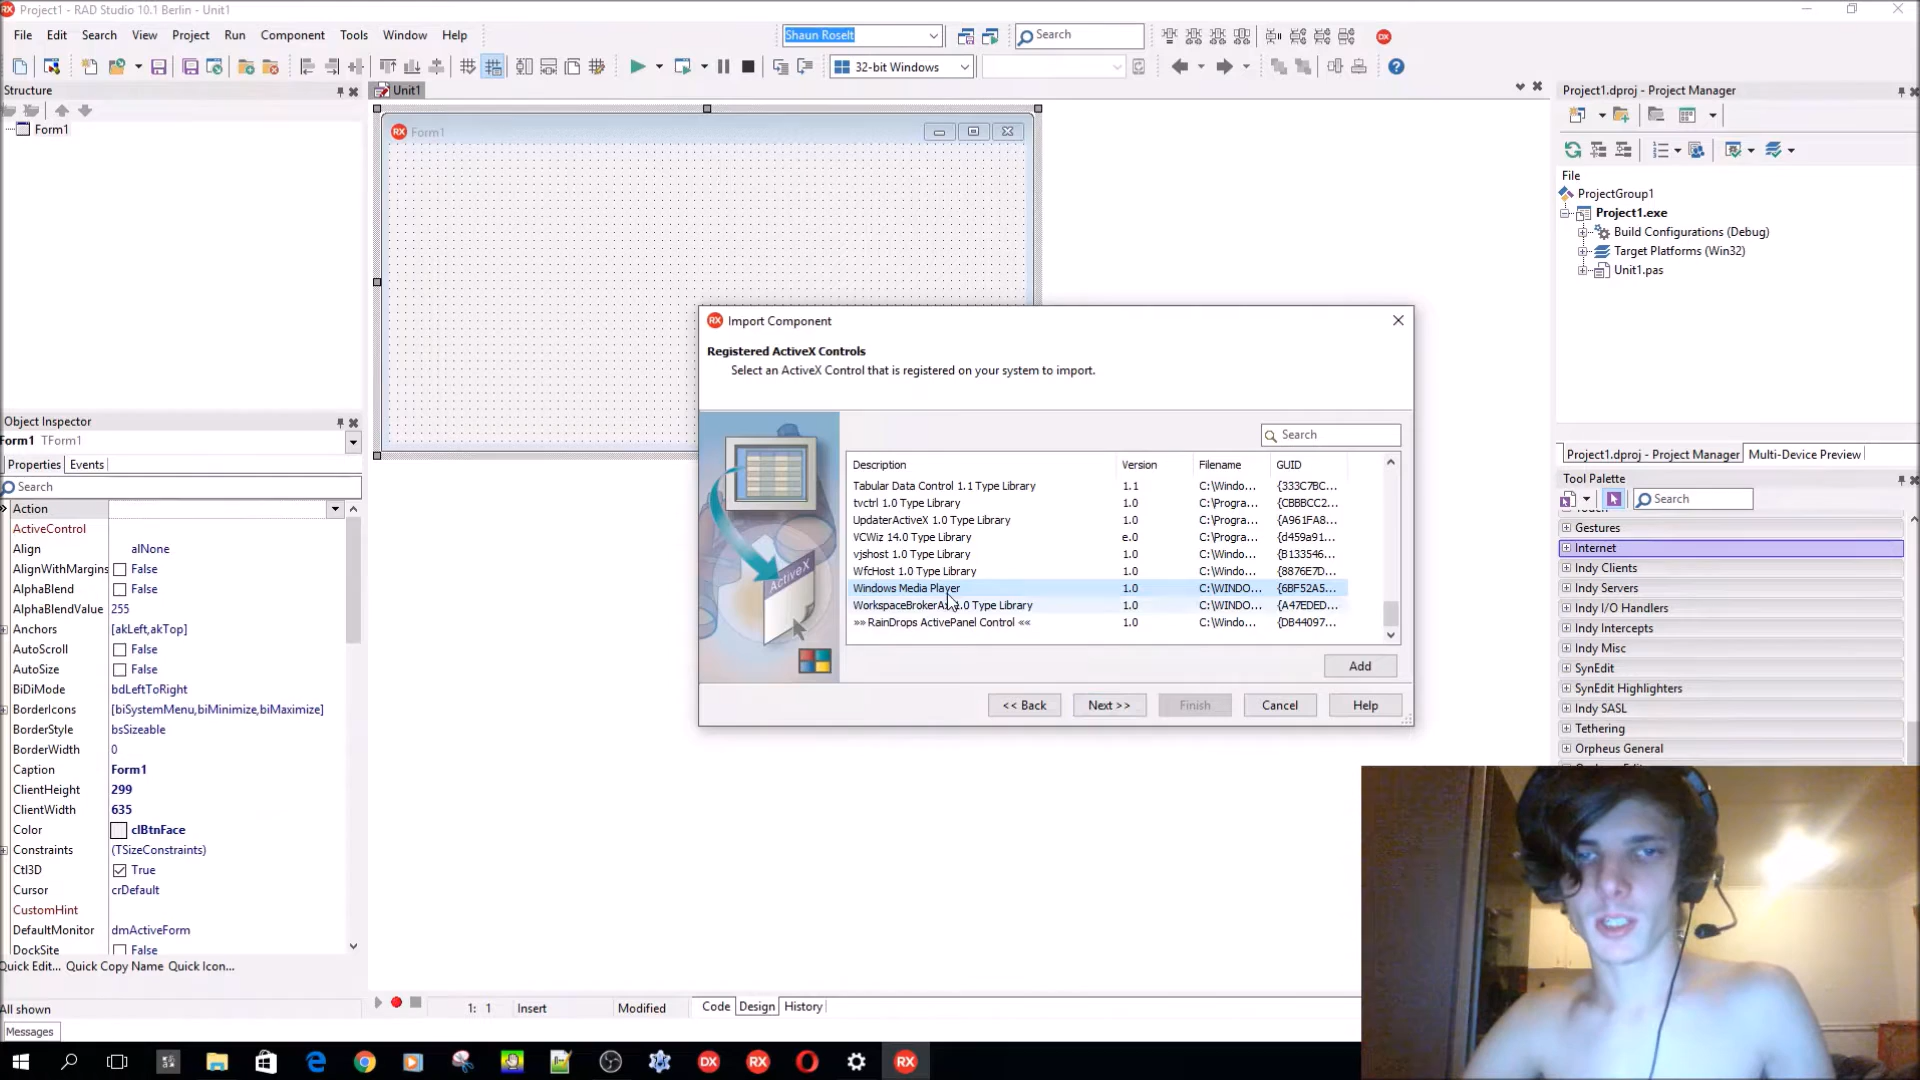 Project1 - RAD Studio 10.1 Berlin - Unit1
File Edit Search View Project Run Component Tools Window Help
Shaun Roselt
Search
32-bit Windows
Structure
Form1
Unit1
Form1
Project1.dproj - Project Manager
File
ProjectGroup1
Project1.exe
Build Configurations (Debug)
Target Platforms (Win32)
Unit1.pas
Import Component
Registered ActiveX Controls
Select an ActiveX Control that is registered on your system to import.
Search
Description Version Filename GUID
Tabular Data Control 1.1 Type Library 1.1 C:\Windo... {333C7BC...
tvctrl 1.0 Type Library 1.0 C:\Progra... {CBBBCC2...
UpdaterActiveX 1.0 Type Library 1.0 C:\Progra... {A961FA8...
VCWiz 14.0 Type Library e.0 C:\Progra... {d459a91...
vjshost 1.0 Type Library 1.0 C:\Windo... {B133546...
WfcHost 1.0 Type Library 1.0 C:\Windo... {8876E7D...
Windows Media Player 1.0 C:\WINDO... {6BF52A5...
1.0 C:\WINDO... {A47EDED...
»» RainDrops ActivePanel Control «« 1.0 C:\Windo... {DB44097...
ActiveX
Add
<< Back Next >> Finish Cancel Help
Object Inspector
Form1 TForm1
Properties Events
Search
Action
ActiveControl
Align alNone
AlignWithMargins False
AlphaBlend False
AlphaBlendValue 255
Anchors [akLeft,akTop]
AutoScroll False
AutoSize False
BiDiMode bdLeftToRight
BorderIcons [biSystemMenu,biMinimize,biMaximize]
BorderStyle bsSizeable
BorderWidth 0
Caption Form1
ClientHeight 299
ClientWidth 635
Color clBtnFace
Constraints (TSizeConstraints)
Ctl3D True
Cursor crDefault
CustomHint
DefaultMonitor dmActiveForm
DockSite False
Quick Edit... Quick Copy Name Quick Icon...
All shown
Messages
1: 1 Insert Modified Code Design History
Project1.dproj - Project Manager Multi-Device Preview
Tool Palette
Search
Gestures
Internet
Indy Clients
Indy Servers
Indy I/O Handlers
Indy Intercepts
Indy Misc
SynEdit
SynEdit Highlighters
Indy SASL
Tethering
Orpheus General